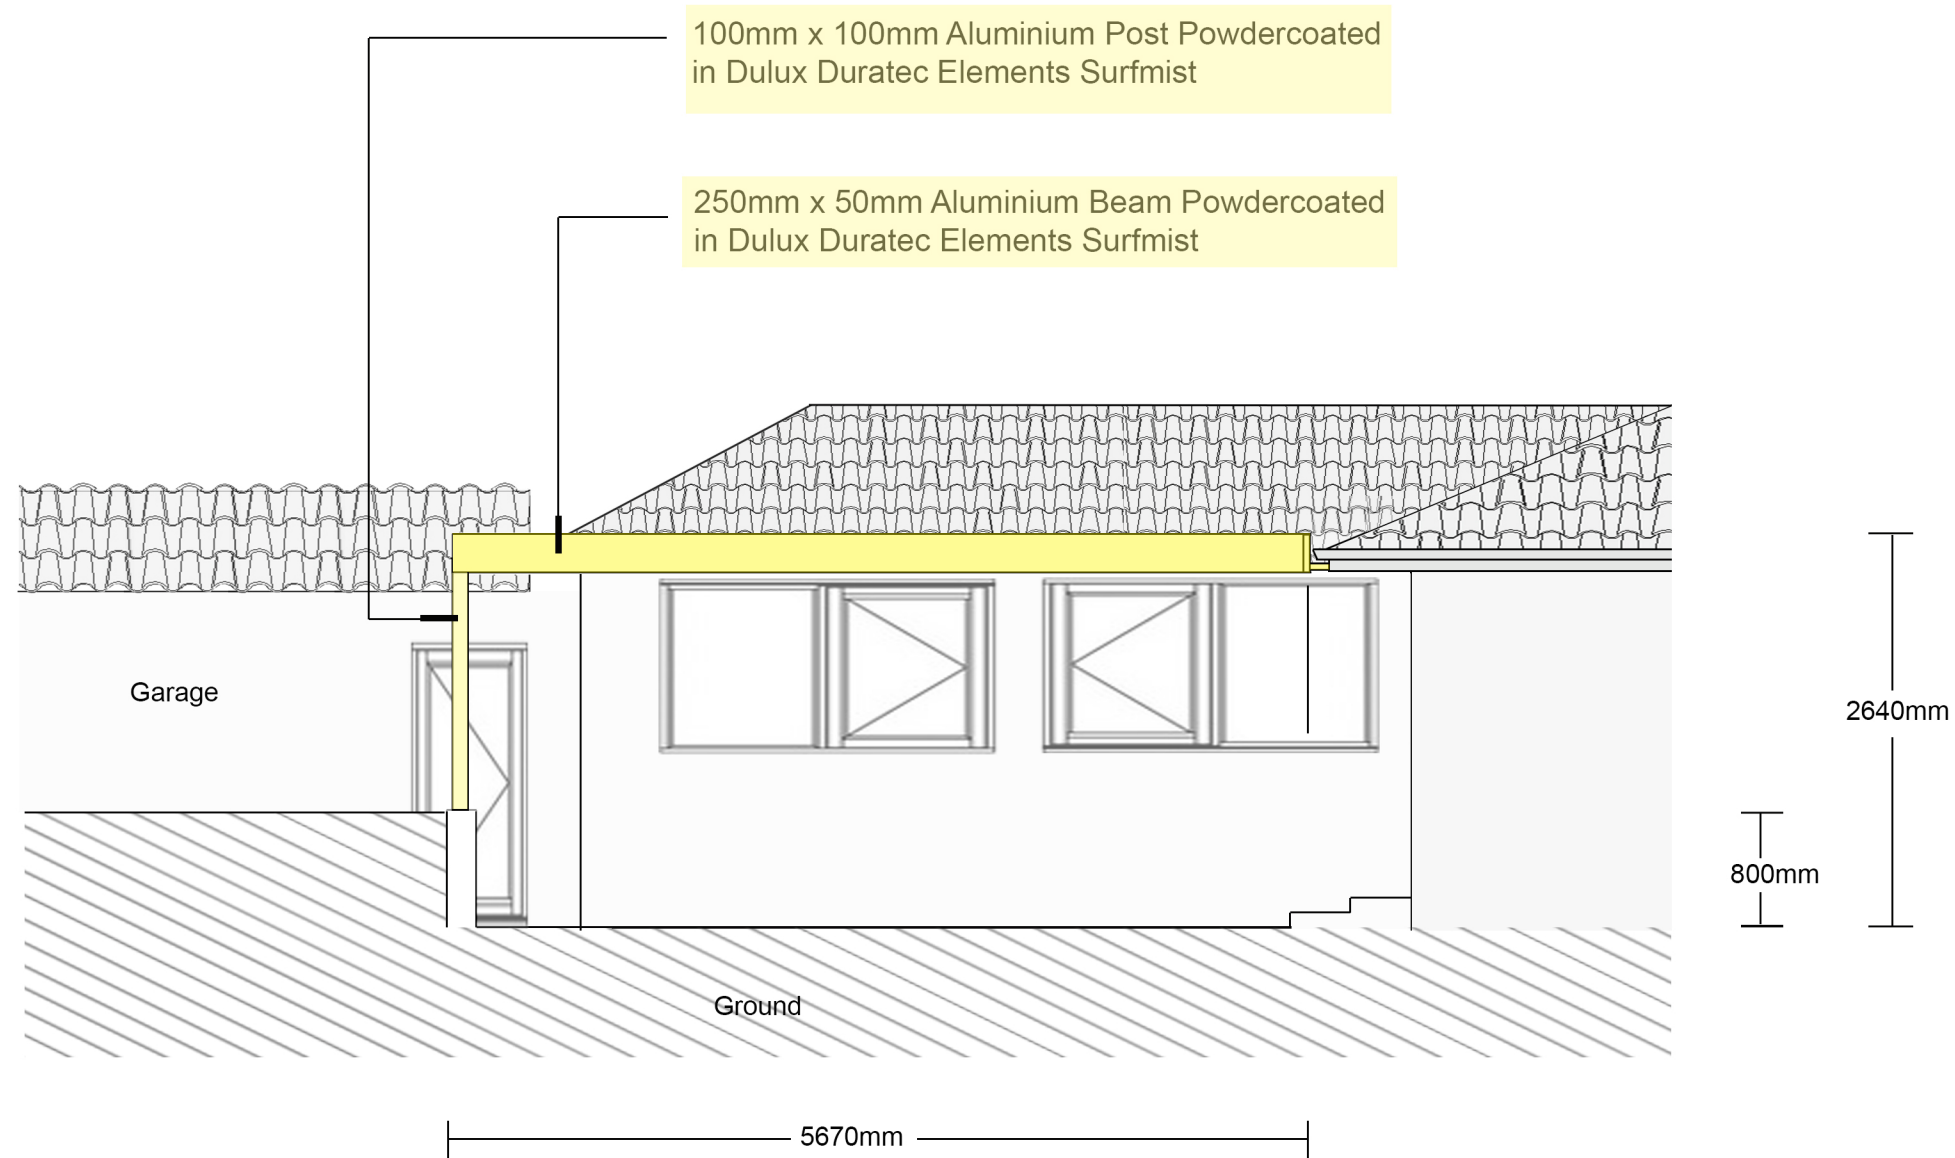 100mm x 100mm Aluminium Post Powdercoated
in Dulux Duratec Elements Surfmist
250mm x 50mm Aluminium Beam Powdercoated
in Dulux Duratec Elements Surfmist
Garage
2640mm
800mm
Ground
5670mm